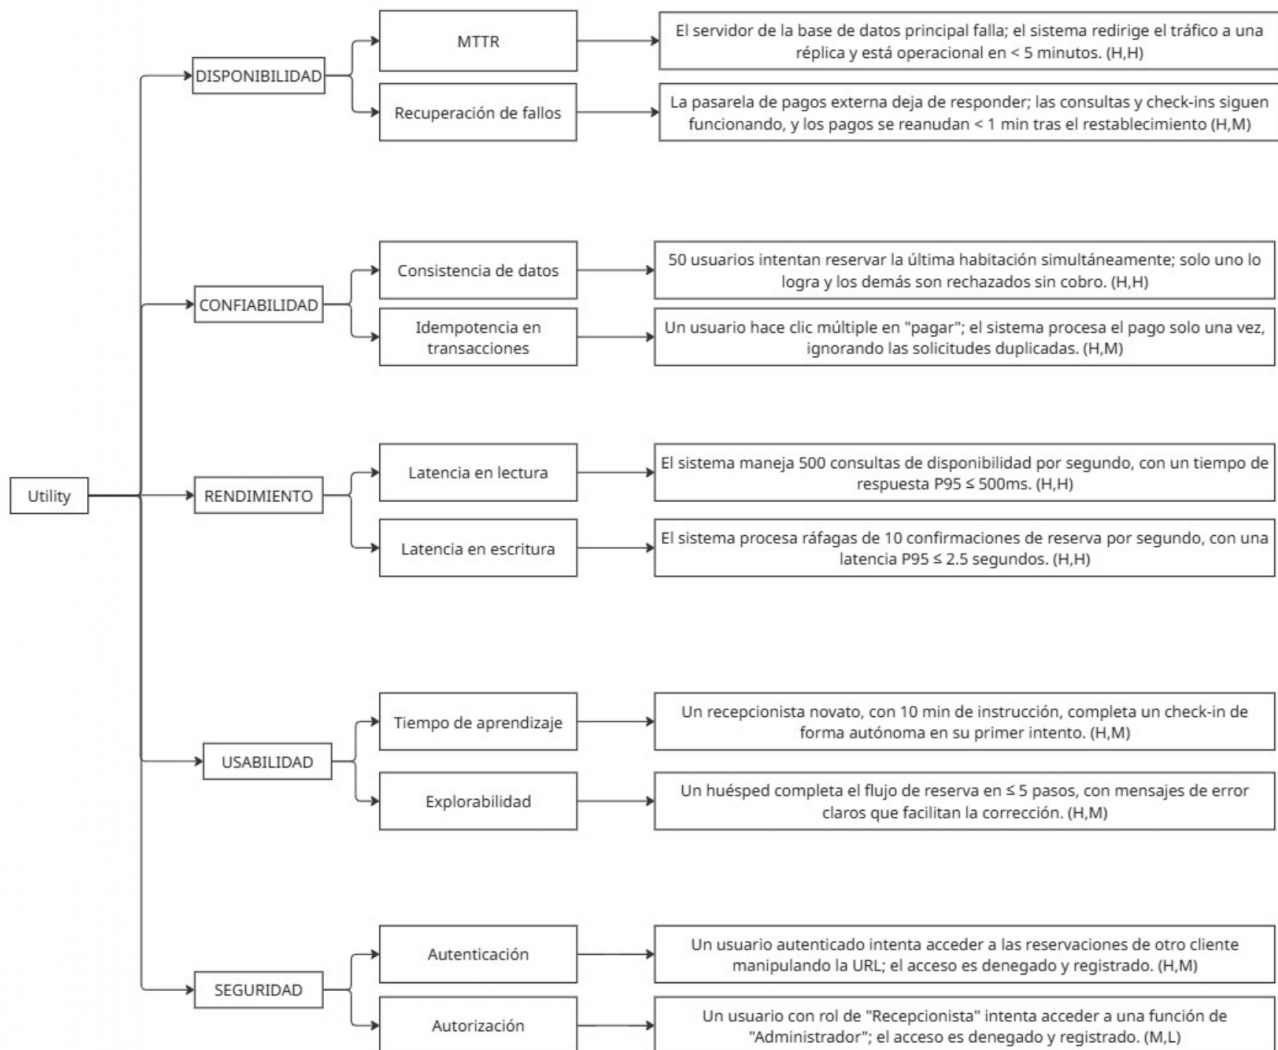 MTTR
El servidor de la base de datos principal falla; el sistema redirige el tráfico a una
réplica y está operacional en < 5 minutos. (H,H)
DISPONIBILIDAD
Recuperación de fallos
La pasarela de pagos externa deja de responder; las consultas y check-ins siguen
funcionando, y los pagos se reanudan < 1 min tras el restablecimiento (H,M)
Consistencia de datos
50 usuarios intentan reservar la última habitación simultáneamente; solo uno lo
logra y los demás son rechazados sin cobro. (H,H)
CONFIABILIDAD
Idempotencia en
transacciones
Un usuario hace clic múltiple en "pagar"; el sistema procesa el pago solo una vez,
ignorando las solicitudes duplicadas. (H,M)
Latencia en lectura
El sistema maneja 500 consultas de disponibilidad por segundo, con un tiempo de
respuesta P95 ≤ 500ms. (H,H)
Utility
RENDIMIENTO
Latencia en escritura
El sistema procesa ráfagas de 10 confirmaciones de reserva por segundo, con una
latencia P95 ≤ 2.5 segundos. (H,H)
Tiempo de aprendizaje
Un recepcionista novato, con 10 min de instrucción, completa un check-in de
forma autónoma en su primer intento. (H,M)
USABILIDAD
Explorabilidad
Un huésped completa el flujo de reserva en ≤ 5 pasos, con mensajes de error
claros que facilitan la corrección. (H,M)
Autenticación
Un usuario autenticado intenta acceder a las reservaciones de otro cliente
manipulando la URL; el acceso es denegado y registrado. (H,M)
SEGURIDAD
Autorización
Un usuario con rol de "Recepcionista" intenta acceder a una función de
"Administrador"; el acceso es denegado y registrado. (M,L)